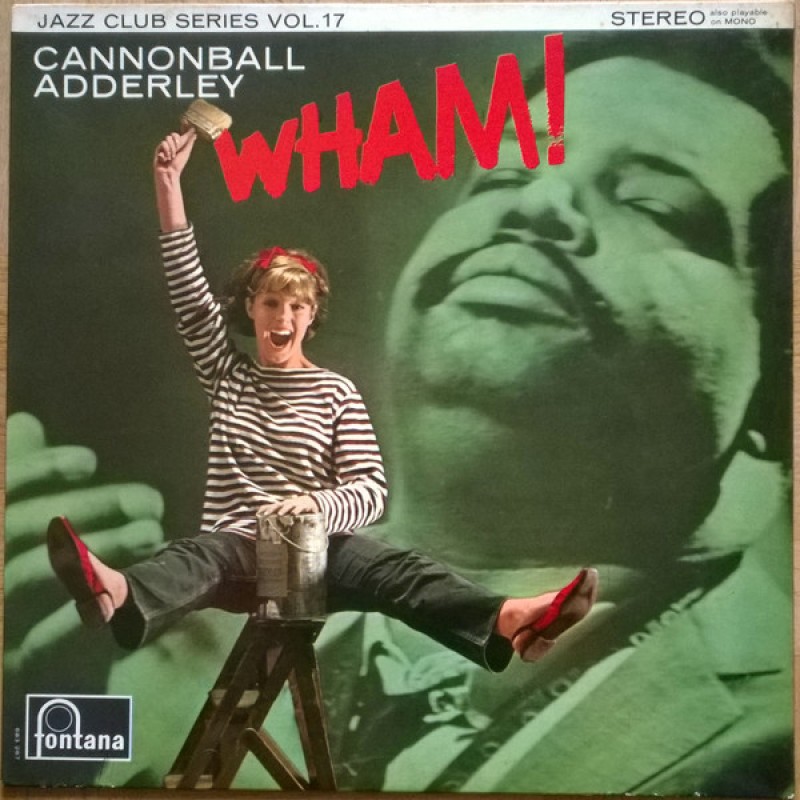 JAZZ CLUB SERIES VOL.17
STEREO also playable on MONO
CANNONBALL
ADDERLEY
WHAM!
fontana